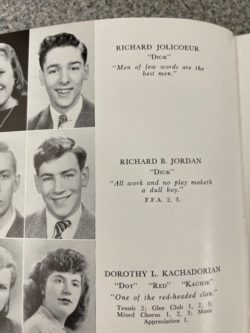 RICHARD JOLICOEUR
"DICK"
"Men of few words are the
best men."
RICHARD B. JORDAN
"DICK"
"All work and no play maketh
a dull boy."
F.F.A. 2, 3.
DOROTHY L. KACHADORIAN
"DOT" "RED" "KACHIE"
"One of the red-headed clan."
Tennis 2; Glee Club 1, 2, 3;
Mixed Chorus 1, 2, 3; Music
Appreciation 1.